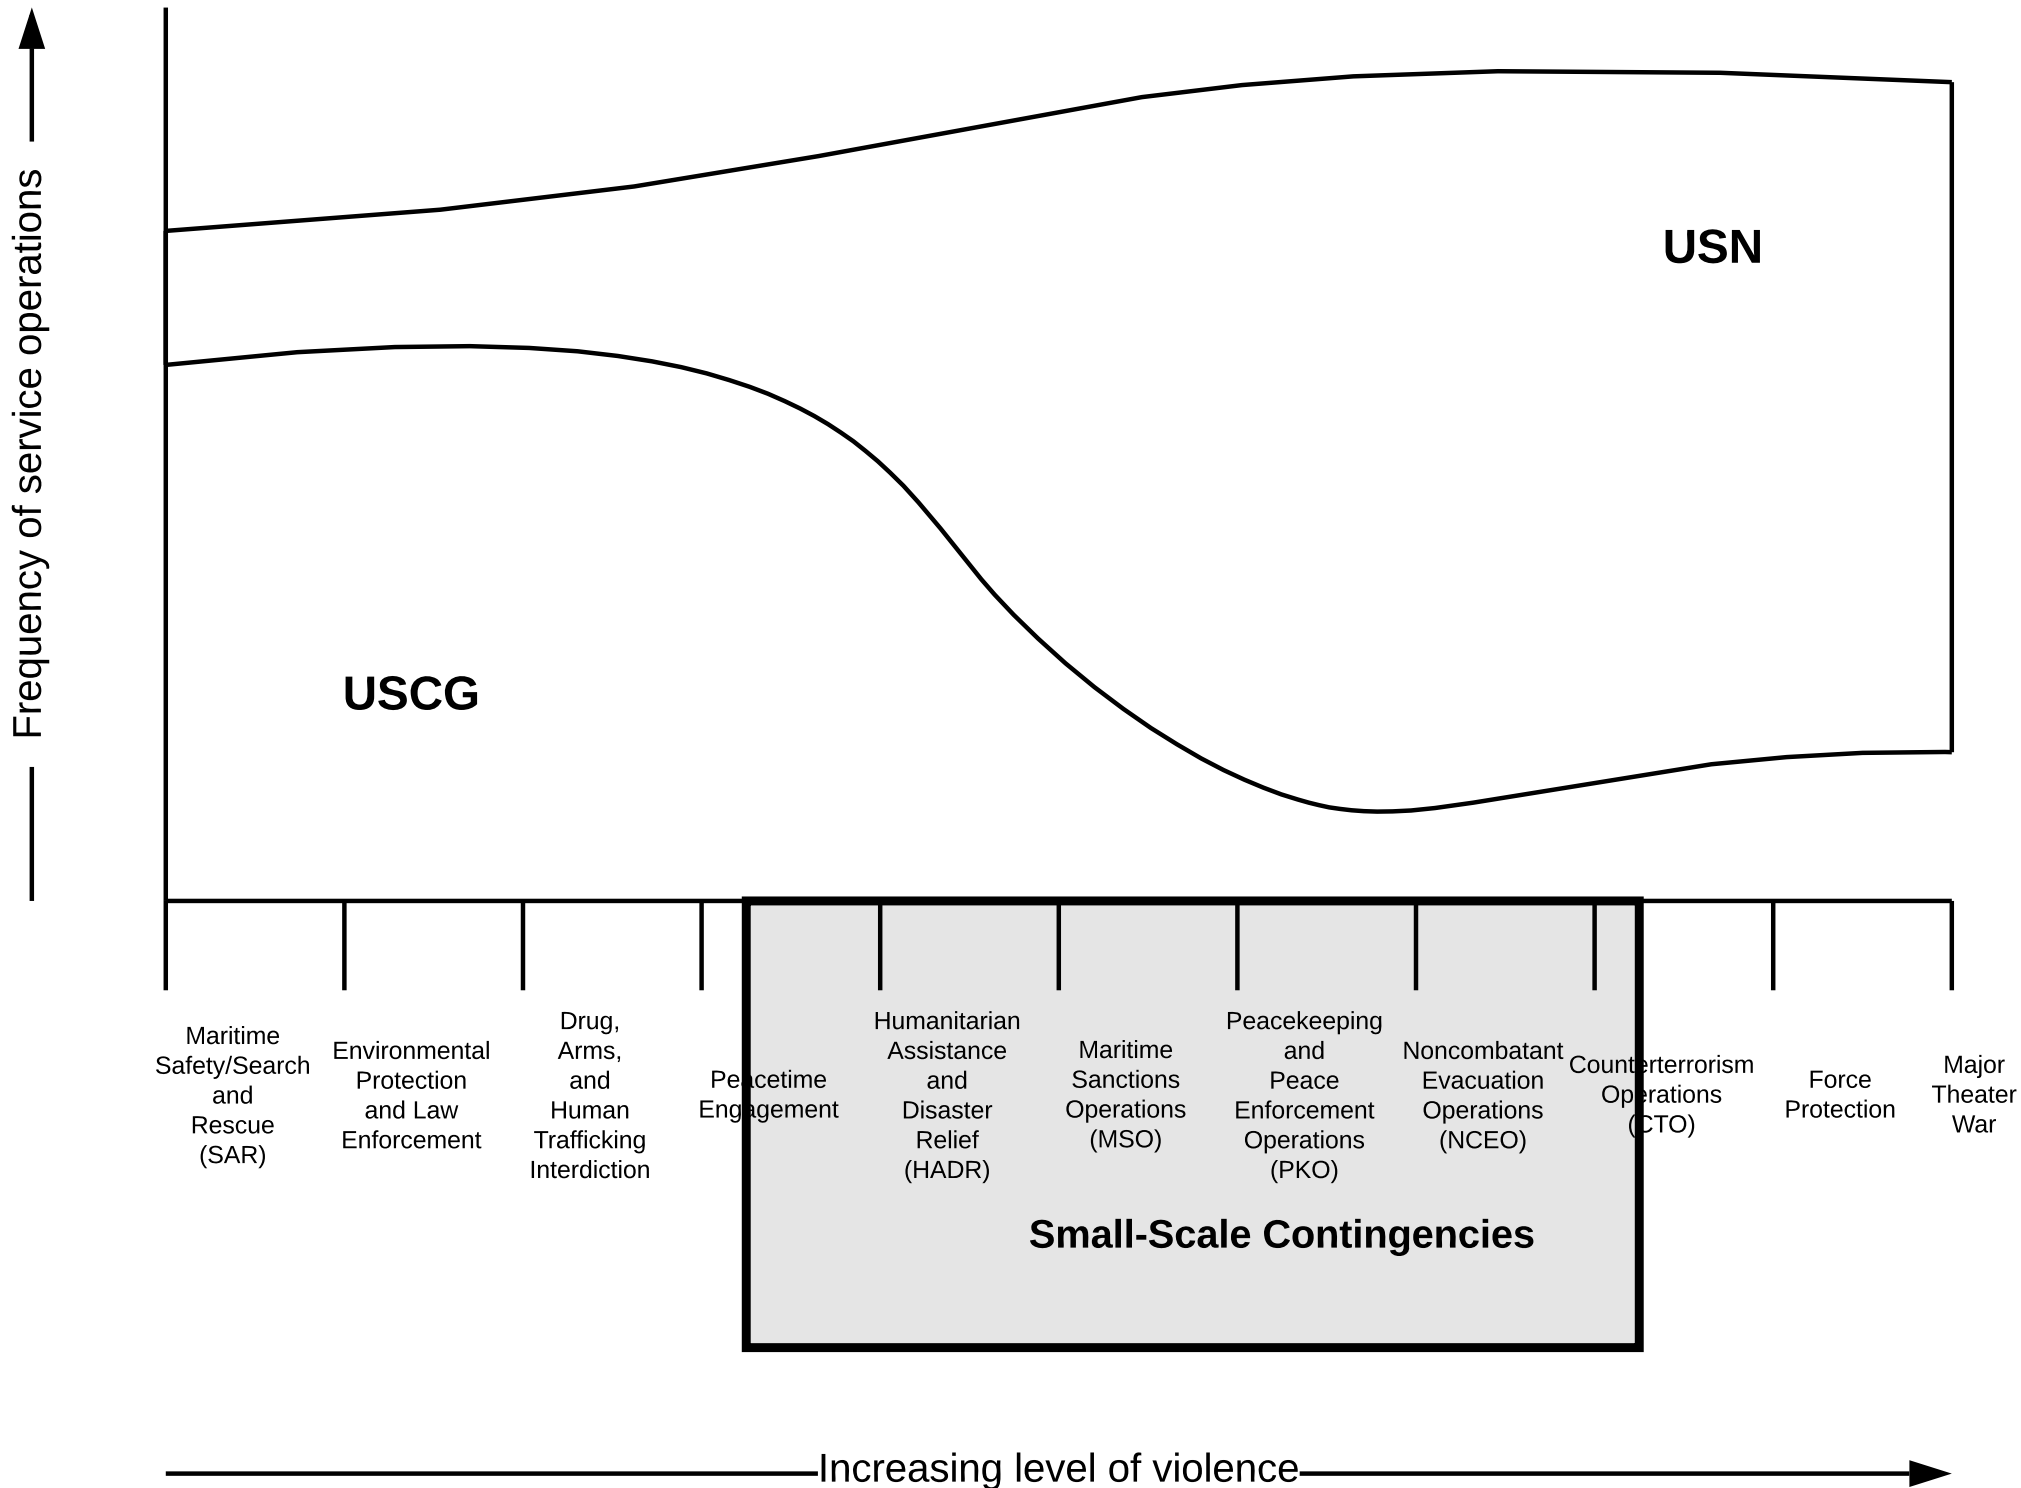 Frequency of service operations
USN
USCG
Maritime
Safety/Search
and
Rescue
(SAR)
Environmental
Protection
and Law
Enforcement
Drug,
Arms,
and
Human
Trafficking
Interdiction
Peacetime
Engagement
Humanitarian
Assistance
and
Disaster
Relief
(HADR)
Maritime
Sanctions
Operations
(MSO)
Peacekeeping
and
Peace
Enforcement
Operations
(PKO)
Noncombatant
Evacuation
Operations
(NCEO)
Counterterrorism
Operations
(CTO)
Force
Protection
Major
Theater
War
Small-Scale Contingencies
Increasing level of violence